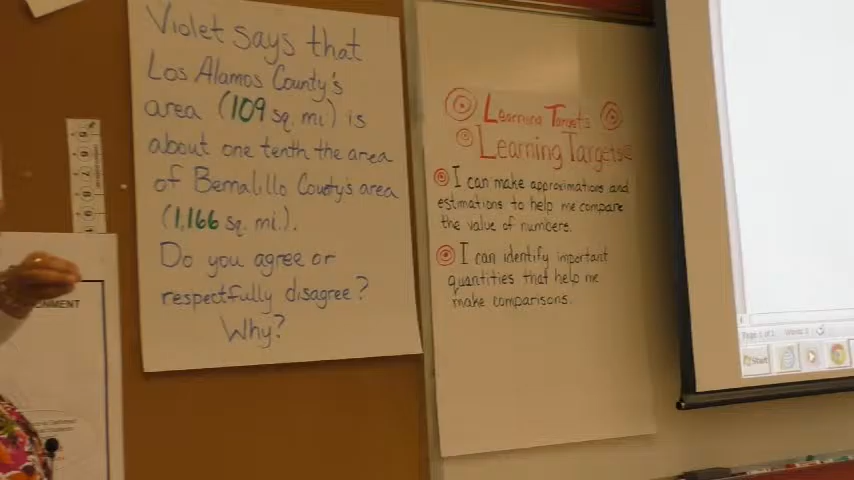 Violet says that
Los Alamos County's
area (109 sq. mi.) is
about one tenth the area
of Bernalillo County's area
(1,166 sq. mi.).
Do you agree or
respectfully disagree?
Why?
Learning Targets
Learning Targets
I can make approximations and
estimations to help me compare
the value of numbers.
I can identify important
quantities that help me
make comparisons.
Start